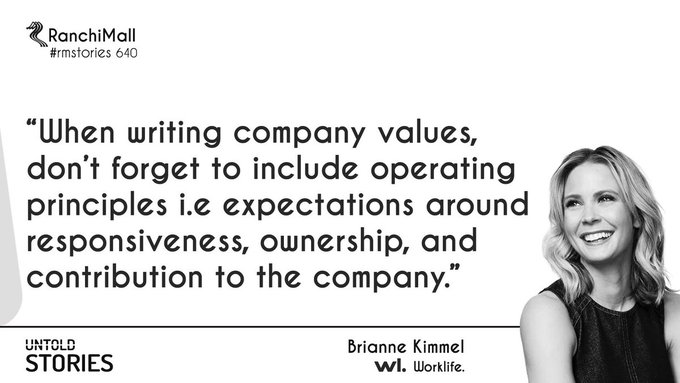 RanchiMall
#rmstories 640
“When writing company values,
don’t forget to include operating
principles i.e expectations around
responsiveness, ownership, and
contribution to the company.”
UNTOLD
STORIES
Brianne Kimmel
wl. Worklife.